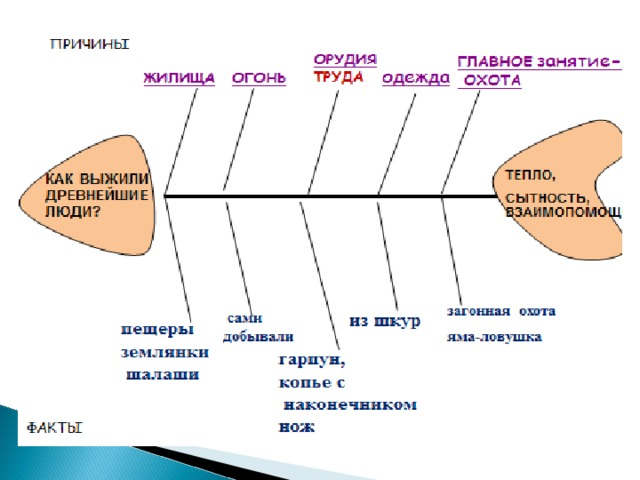 ПРИЧИНЫ
ЖИЛИЩА
ОГОНЬ
ОРУДИЯ
ТРУДА
одежда
ГЛАВНОЕ занятие-
ОХОТА
КАК ВЫЖИЛИ
ДРЕВНЕЙШИЕ
ЛЮДИ?
ТЕПЛО,
СЫТНОСТЬ,
ВЗАИМОПОМОЩ
пещеры
землянки
шалаши
сами
добывали
гарпун,
копье с
наконечником
нож
из шкур
загонная охота
яма-ловушка
ФАКТЫ